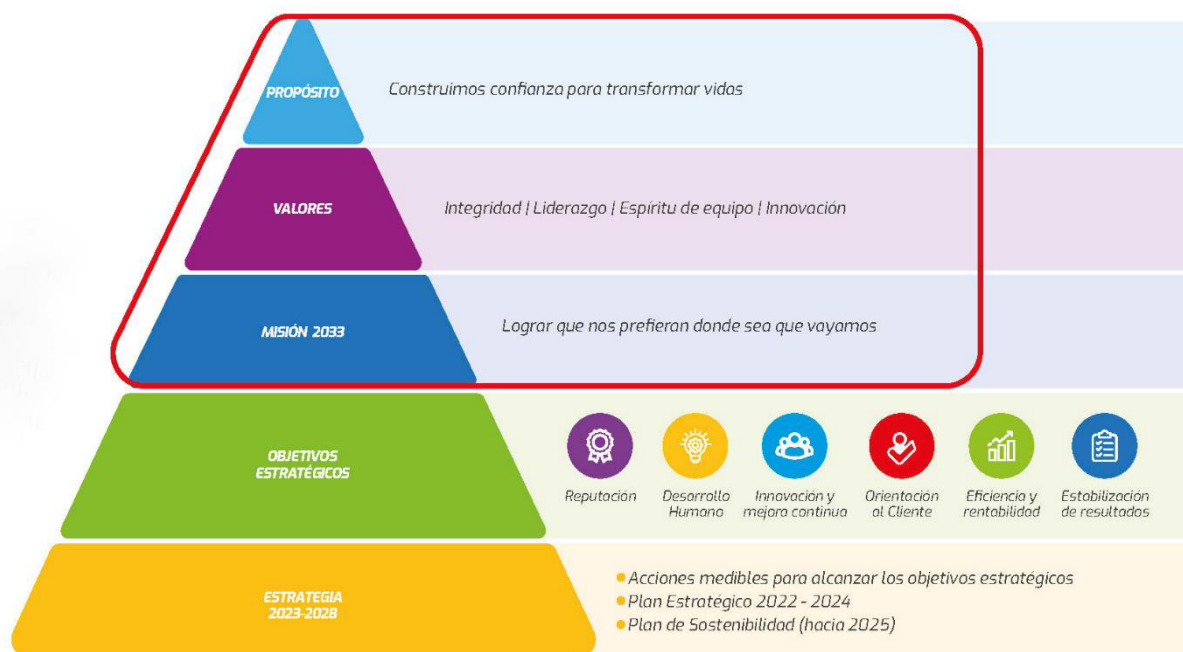 PROPÓSITO
Construimos confianza para transformar vidas
VALORES
Integridad | Liderazgo | Espíritu de equipo | Innovación
MISIÓN 2033
Lograr que nos prefieran donde sea que vayamos
OBJETIVOS
ESTRATÉGICOS
Reputación
Desarrollo
Humano
Innovación y
mejora continua
Orientación
al Cliente
Eficiencia y
rentabilidad
Estabilización
de resultados
ESTRATEGIA
2023-2028
Acciones medibles para alcanzar los objetivos estratégicos
Plan Estratégico 2022 - 2024
Plan de Sostenibilidad (hacia 2025)